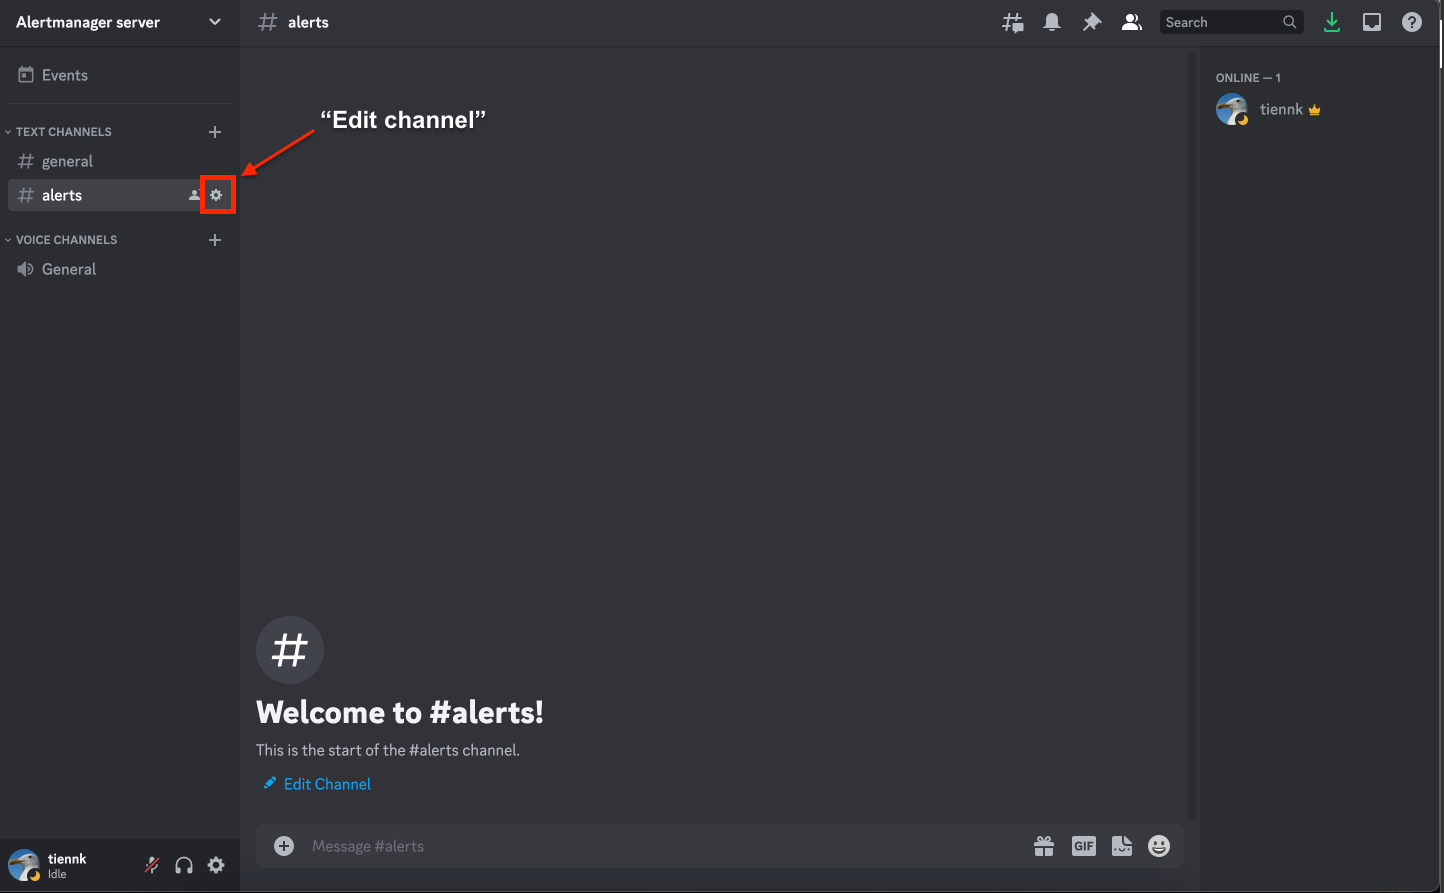 Alertmanager server
alerts
Search
Events
ONLINE — 1
tiennk
“Edit channel”
TEXT CHANNELS
general
alerts
VOICE CHANNELS
General
Welcome to #alerts!
This is the start of the #alerts channel.
Edit Channel
Message #alerts
GIF
tiennk
Idle